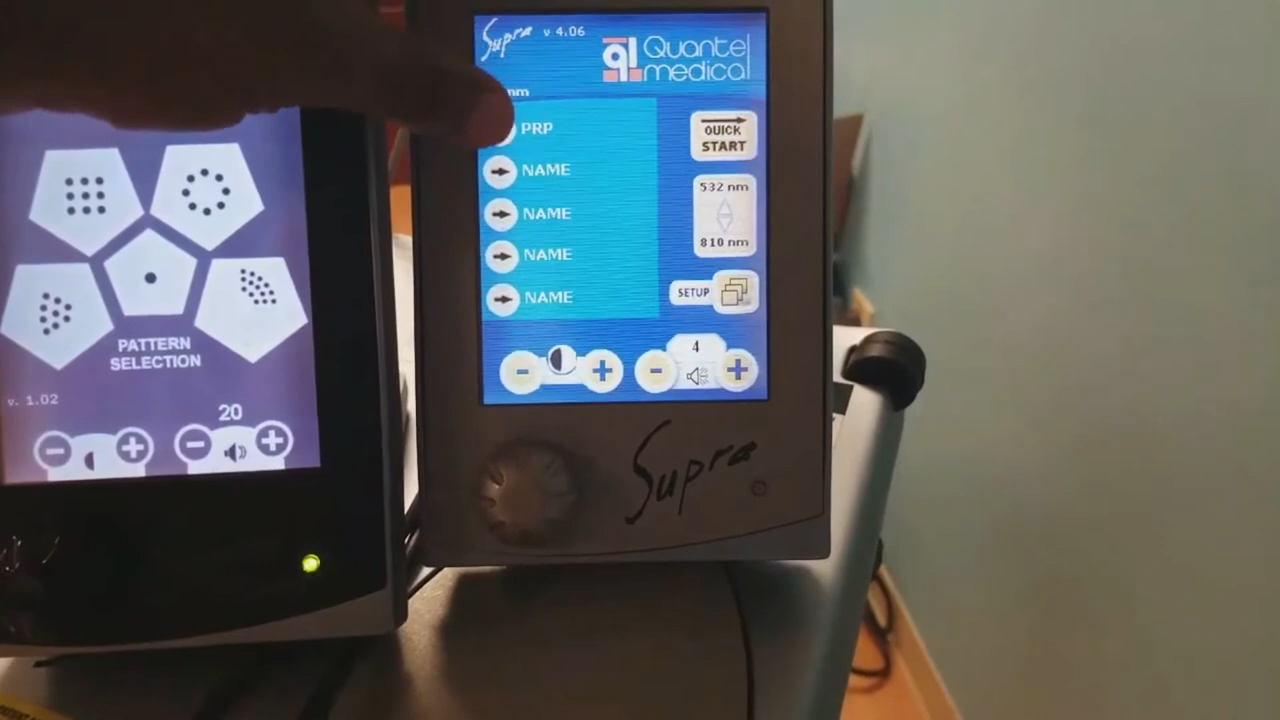 PATTERN
SELECTION
v. 1.02
20
Supra v 4.06
ql Quantel
medical
nm
PRP
NAME
NAME
NAME
NAME
QUICK
START
532 nm
810 nm
SETUP
4
Supra